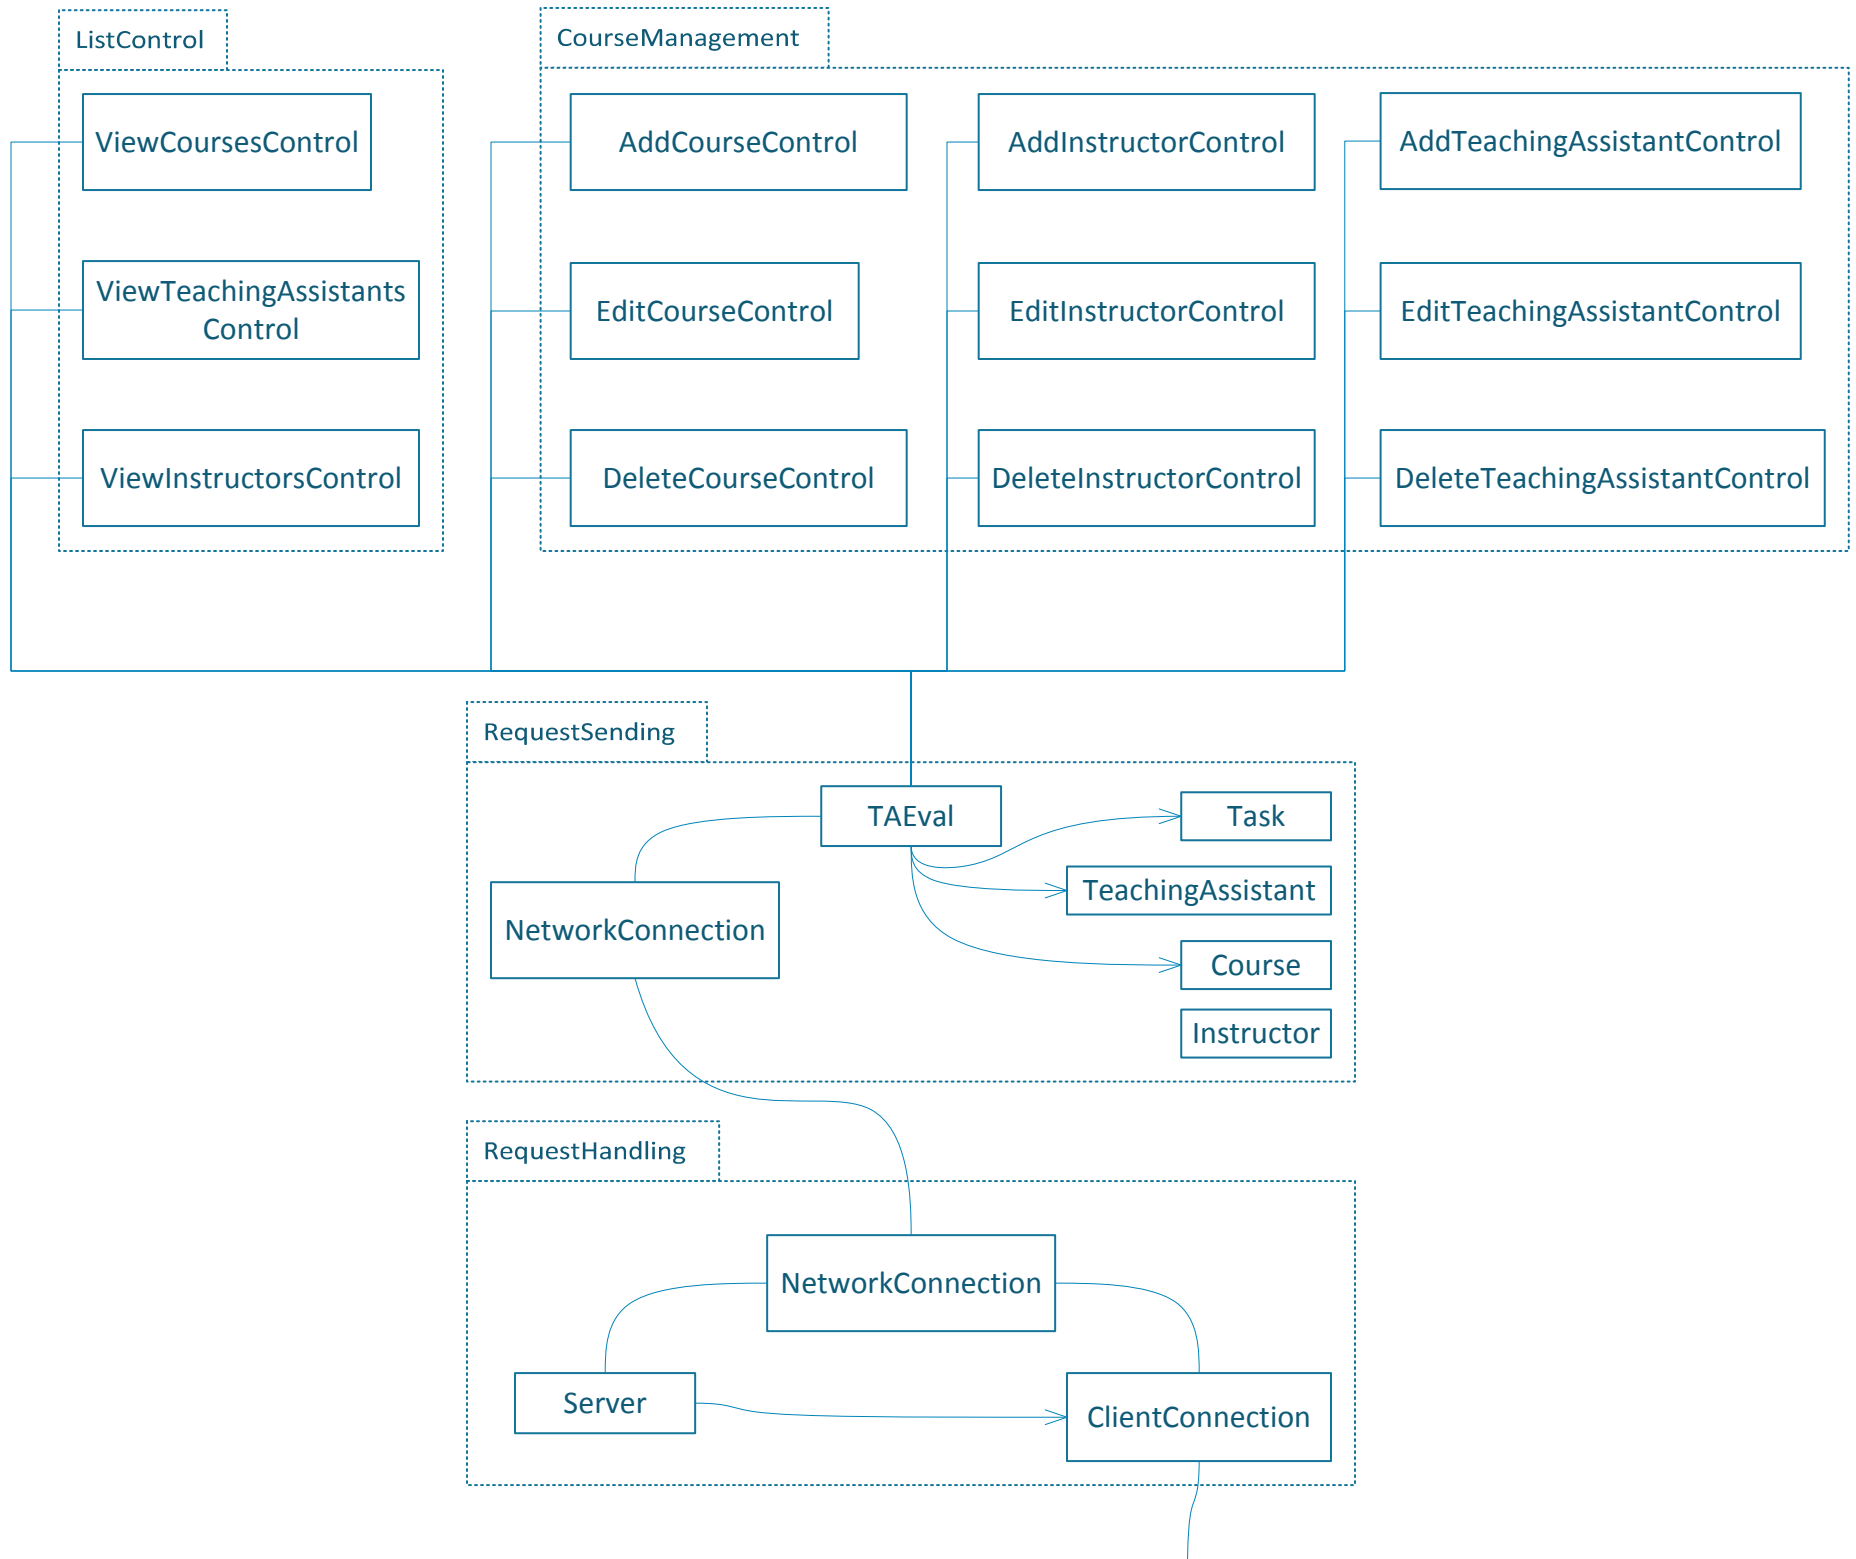 ListControl
ViewCoursesControl
ViewTeachingAssistants
Control
ViewInstructorsControl
CourseManagement
AddCourseControl
AddInstructorControl
AddTeachingAssistantControl
EditCourseControl
EditInstructorControl
EditTeachingAssistantControl
DeleteCourseControl
DeleteInstructorControl
DeleteTeachingAssistantControl
RequestSending
TAEval
Task
TeachingAssistant
NetworkConnection
Course
Instructor
RequestHandling
NetworkConnection
Server
ClientConnection